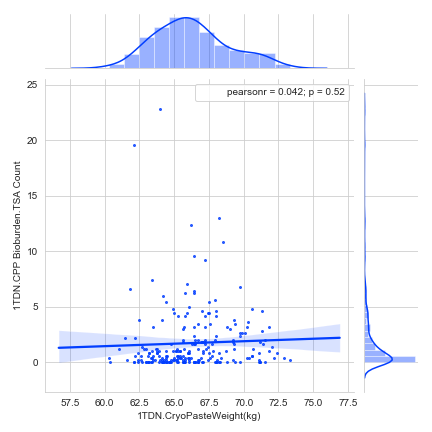 pearsonr = 0.042; p = 0.52
25
20
15
10
5
0
1TDN.CPP Bioburden.TSA Count
57.5 60.0 62.5 65.0 67.5 70.0 72.5 75.0 77.5
1TDN.CryoPasteWeight(kg)